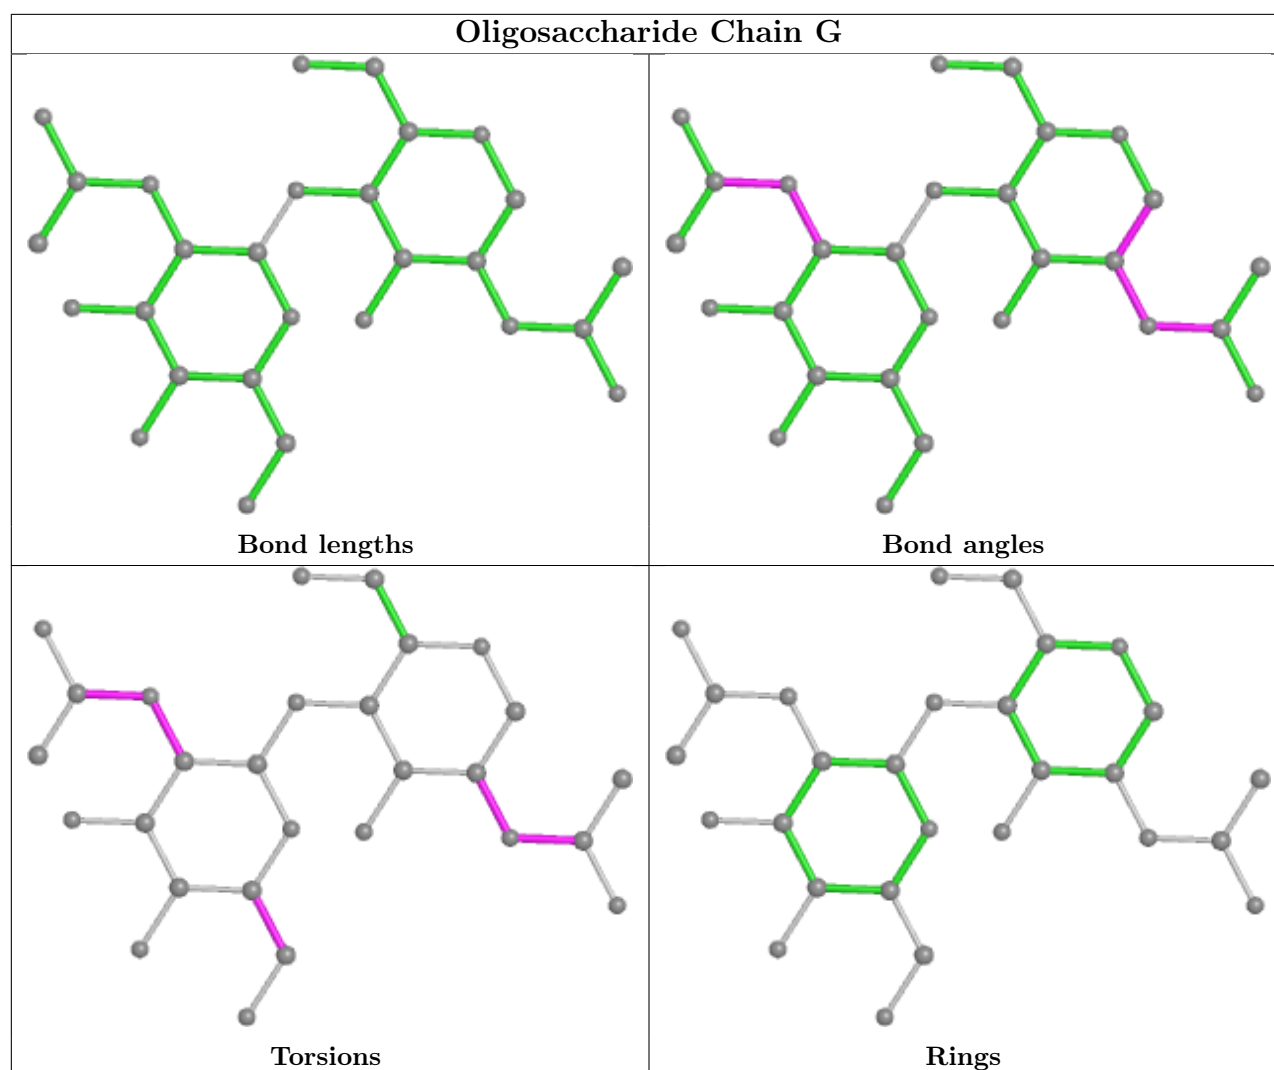 Oligosaccharide Chain G
Bond lengths
Bond angles
Torsions
Rings